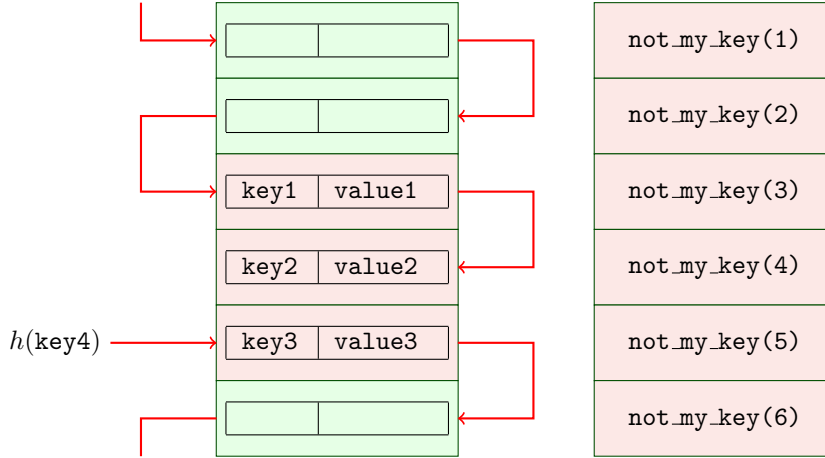 not_my_key(1)
not_my_key(2)
key1 value1 not_my_key(3)
key2 value2 not_my_key(4)
h(key4) key3 value3 not_my_key(5)
not_my_key(6)